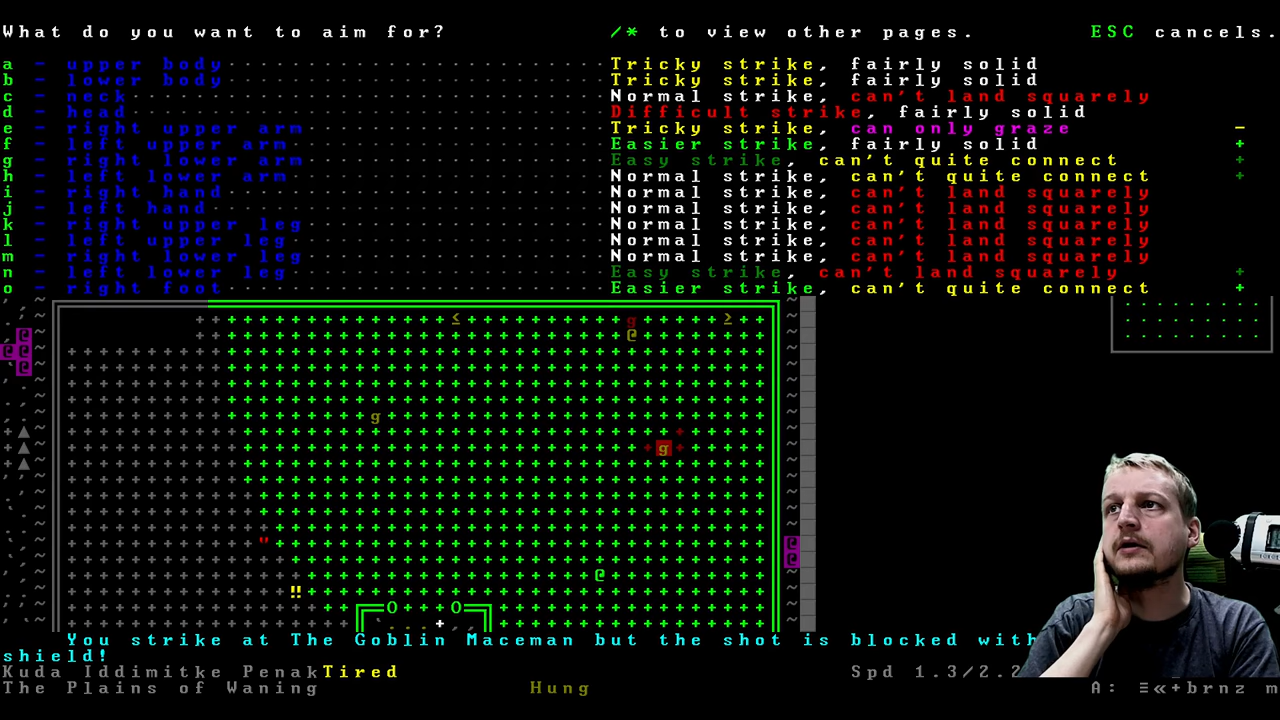 What do you want to aim for? /* to view other pages. ESC cancels.
a - upper body Tricky strike, fairly solid
b - lower body Tricky strike, fairly solid
c - neck Normal strike, can't land squarely
d - head Difficult strike, fairly solid
e - right upper arm Tricky strike, can only graze -
f - left upper arm Easier strike, fairly solid +
g - right lower arm Easy strike, can't quite connect +
h - left lower arm Normal strike, can't quite connect +
i - right hand Normal strike, can't land squarely
j - left hand Normal strike, can't land squarely
k - right upper leg Normal strike, can't land squarely
l - left upper leg Normal strike, can't land squarely
m - right lower leg Normal strike, can't land squarely
n - left lower leg Easy strike, can't land squarely +
o - right foot Easier strike, can't quite connect +
You strike at The Goblin Maceman but the shot is blocked with
shield!
Kuda Iddimitke Penak Tired Spd 1.3/2.2
The Plains of Waning Hung A: ≡«+brnz m